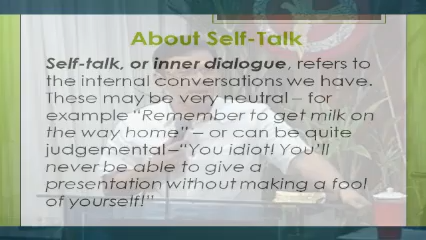 About Self-Talk
Self-talk, or inner dialogue, refers to
the internal conversations we have.
These may be very neutral – for
example "Remember to get milk on
the way home" – or can be quite
judgemental –"You idiot! You'll
never be able to give a
presentation without making a fool
of yourself!"